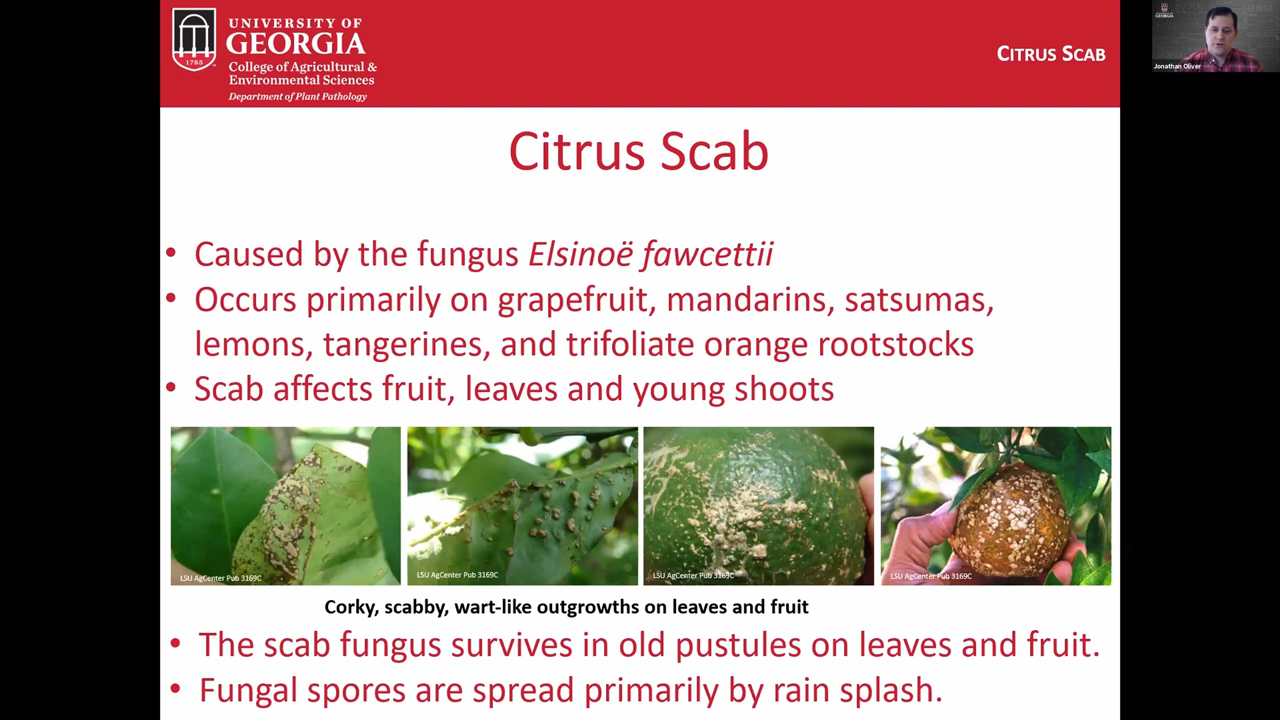 UNIVERSITY OF
GEORGIA
1785
College of Agricultural &
Environmental Sciences
Department of Plant Pathology
CITRUS SCAB
Jonathan Oliver
Citrus Scab
• Caused by the fungus Elsinoë fawcettii
• Occurs primarily on grapefruit, mandarins, satsumas,
lemons, tangerines, and trifoliate orange rootstocks
• Scab affects fruit, leaves and young shoots
LSU AgCenter Pub 3169C
LSU AgCenter Pub 3169C
LSU AgCenter Pub 3169C
LSU AgCenter Pub 3169C
Corky, scabby, wart-like outgrowths on leaves and fruit
• The scab fungus survives in old pustules on leaves and fruit.
• Fungal spores are spread primarily by rain splash.